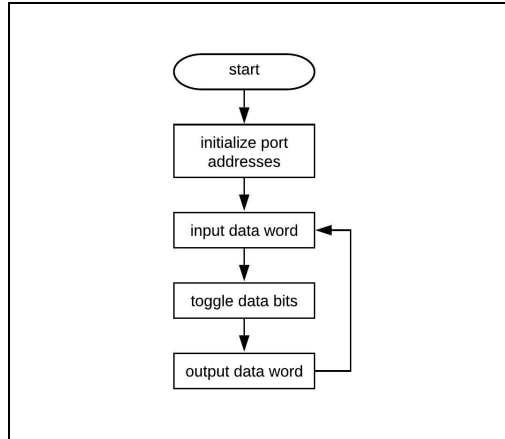 start
initialize port
addresses
input data word
toggle data bits
output data word